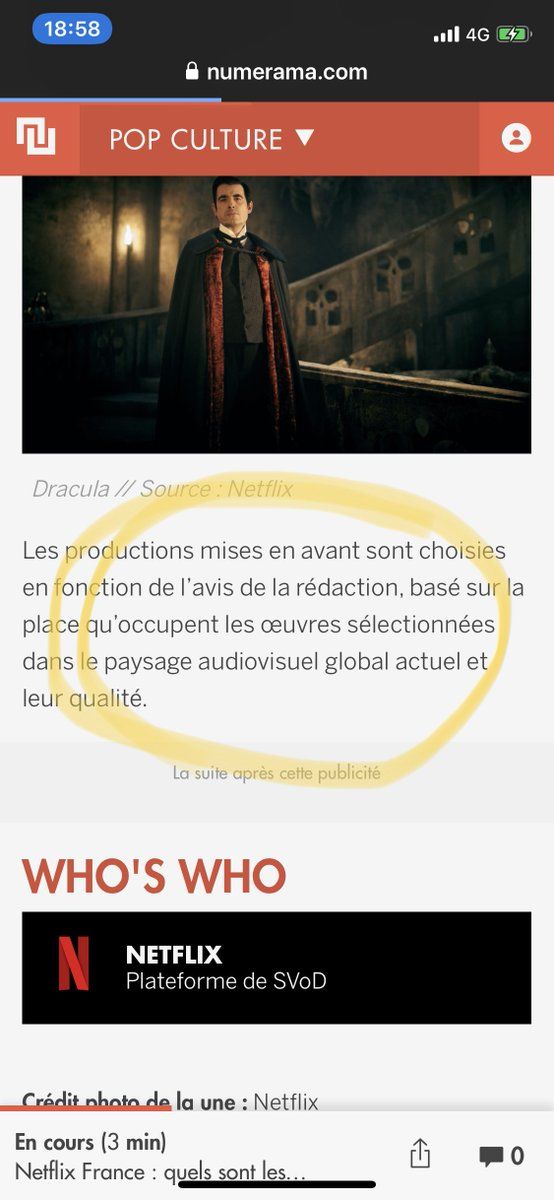 18:58
4G
numerama.com
POP CULTURE ▼
Dracula // Source : Netflix
Les productions mises en avant sont choisies
en fonction de l’avis de la rédaction, basé sur la
place qu’occupent les œuvres sélectionnées
dans le paysage audiovisuel global actuel et
leur qualité.
La suite après cette publicité
WHO'S WHO
N
NETFLIX
Plateforme de SVoD
Crédit photo de la une : Netflix
En cours (3 min)
Netflix France : quels sont les...
0